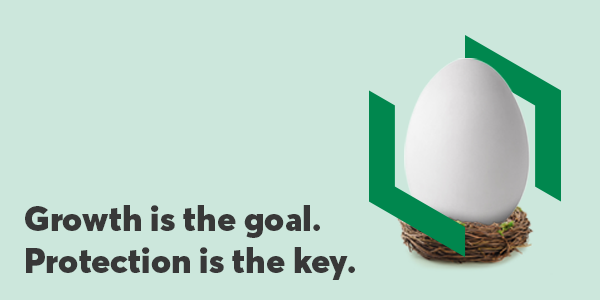 Growth is the goal.
Protection is the key.